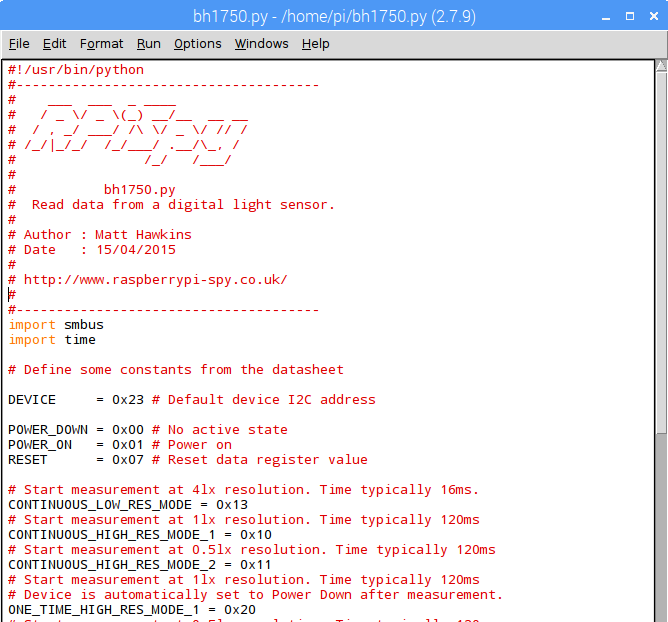 bh1750.py - /home/pi/bh1750.py (2.7.9)
File Edit Format Run Options Windows Help
#!/usr/bin/python
#--------------------------------------
#    ___  ___  _ ____
#   / _ \/ _ \(_) __/__  __ __
#  / , _/ ___/ /\ \/ _ \/ // /
# /_/|_/_/  /_/___/ .__/\_, /
#                /_/   /___/
#
#           bh1750.py
#  Read data from a digital light sensor.
#
# Author : Matt Hawkins
# Date   : 15/04/2015
#
# http://www.raspberrypi-spy.co.uk/
#
#--------------------------------------
import smbus
import time
# Define some constants from the datasheet
DEVICE     = 0x23 # Default device I2C address
POWER_DOWN = 0x00 # No active state
POWER_ON   = 0x01 # Power on
RESET      = 0x07 # Reset data register value
# Start measurement at 4lx resolution. Time typically 16ms.
CONTINUOUS_LOW_RES_MODE = 0x13
# Start measurement at 1lx resolution. Time typically 120ms
CONTINUOUS_HIGH_RES_MODE_1 = 0x10
# Start measurement at 0.5lx resolution. Time typically 120ms
CONTINUOUS_HIGH_RES_MODE_2 = 0x11
# Start measurement at 1lx resolution. Time typically 120ms
# Device is automatically set to Power Down after measurement.
ONE_TIME_HIGH_RES_MODE_1 = 0x20